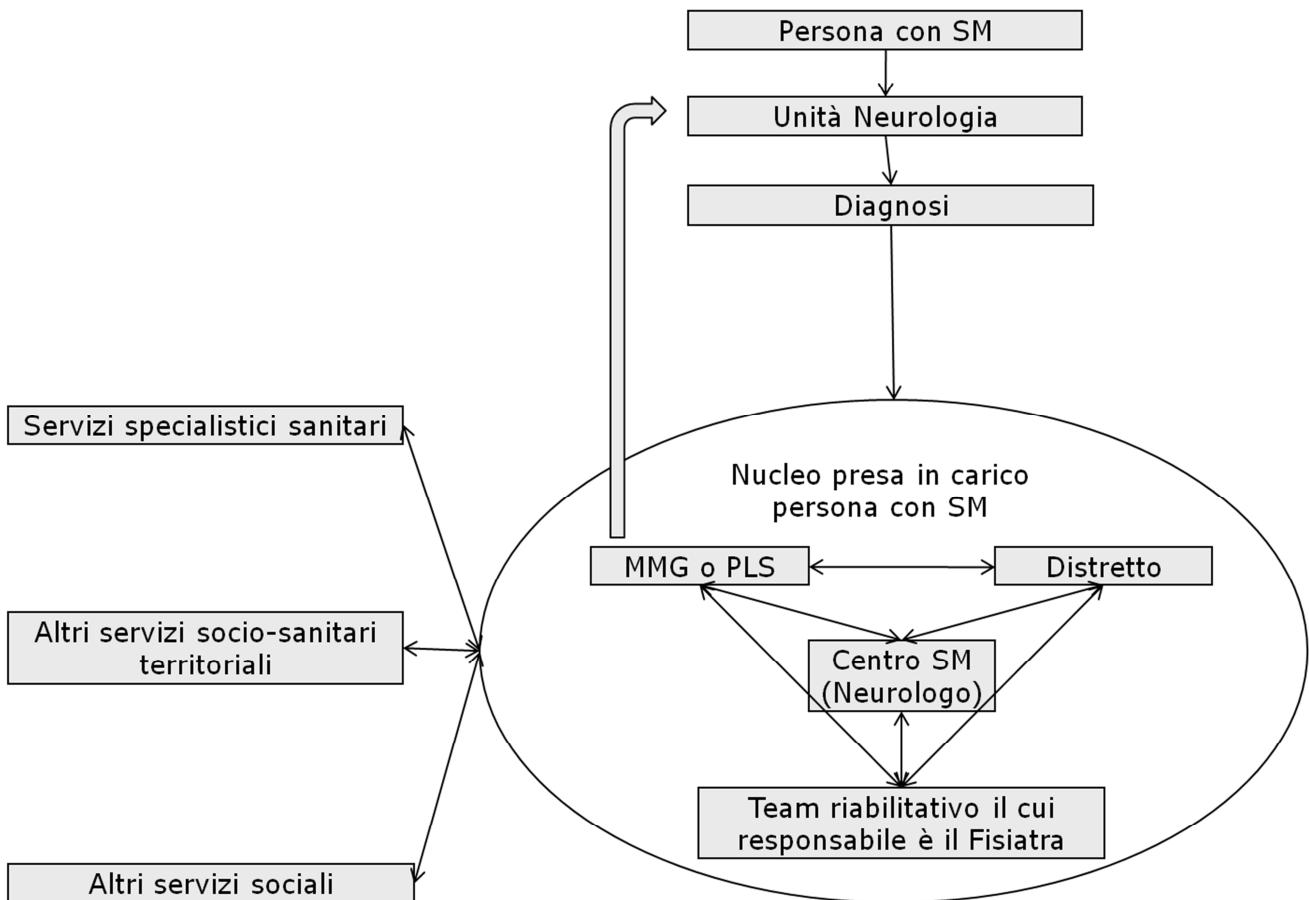 Persona con SM
Unità Neurologia
Diagnosi
Servizi specialistici sanitari
Nucleo presa in carico
persona con SM
MMG o PLS
Distretto
Altri servizi socio-sanitari
territoriali
Centro SM
(Neurologo)
Team riabilitativo il cui
responsabile è il Fisiatra
Altri servizi sociali